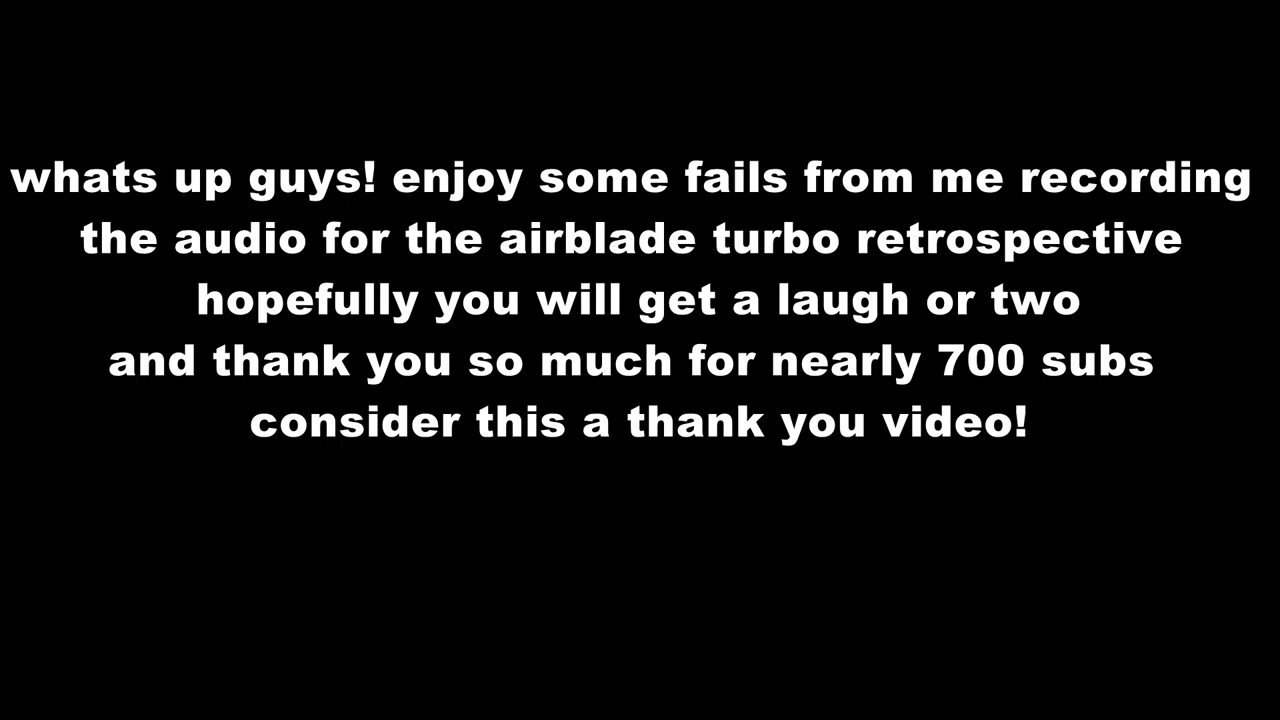 whats up guys! enjoy some fails from me recording
the audio for the airblade turbo retrospective
hopefully you will get a laugh or two
and thank you so much for nearly 700 subs
consider this a thank you video!